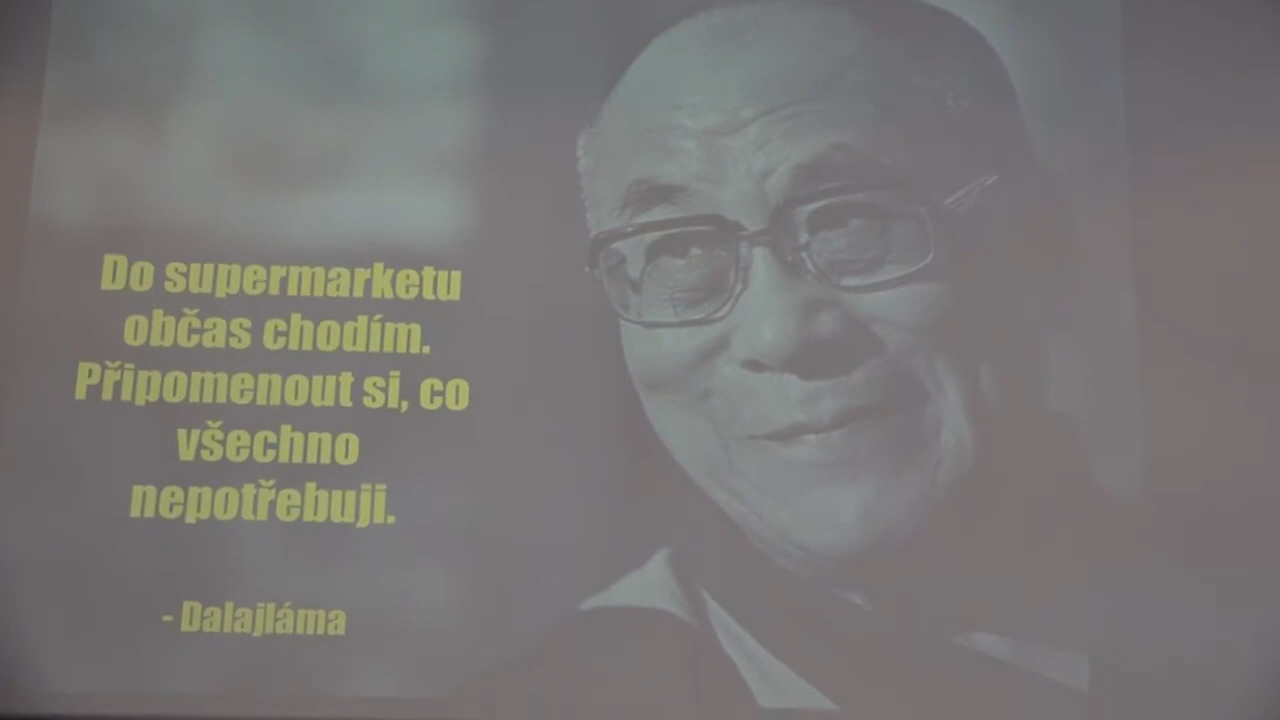 Do supermarketu
občas chodím.
Připomenout si, co
všechno
nepotřebuji.
- Dalajláma